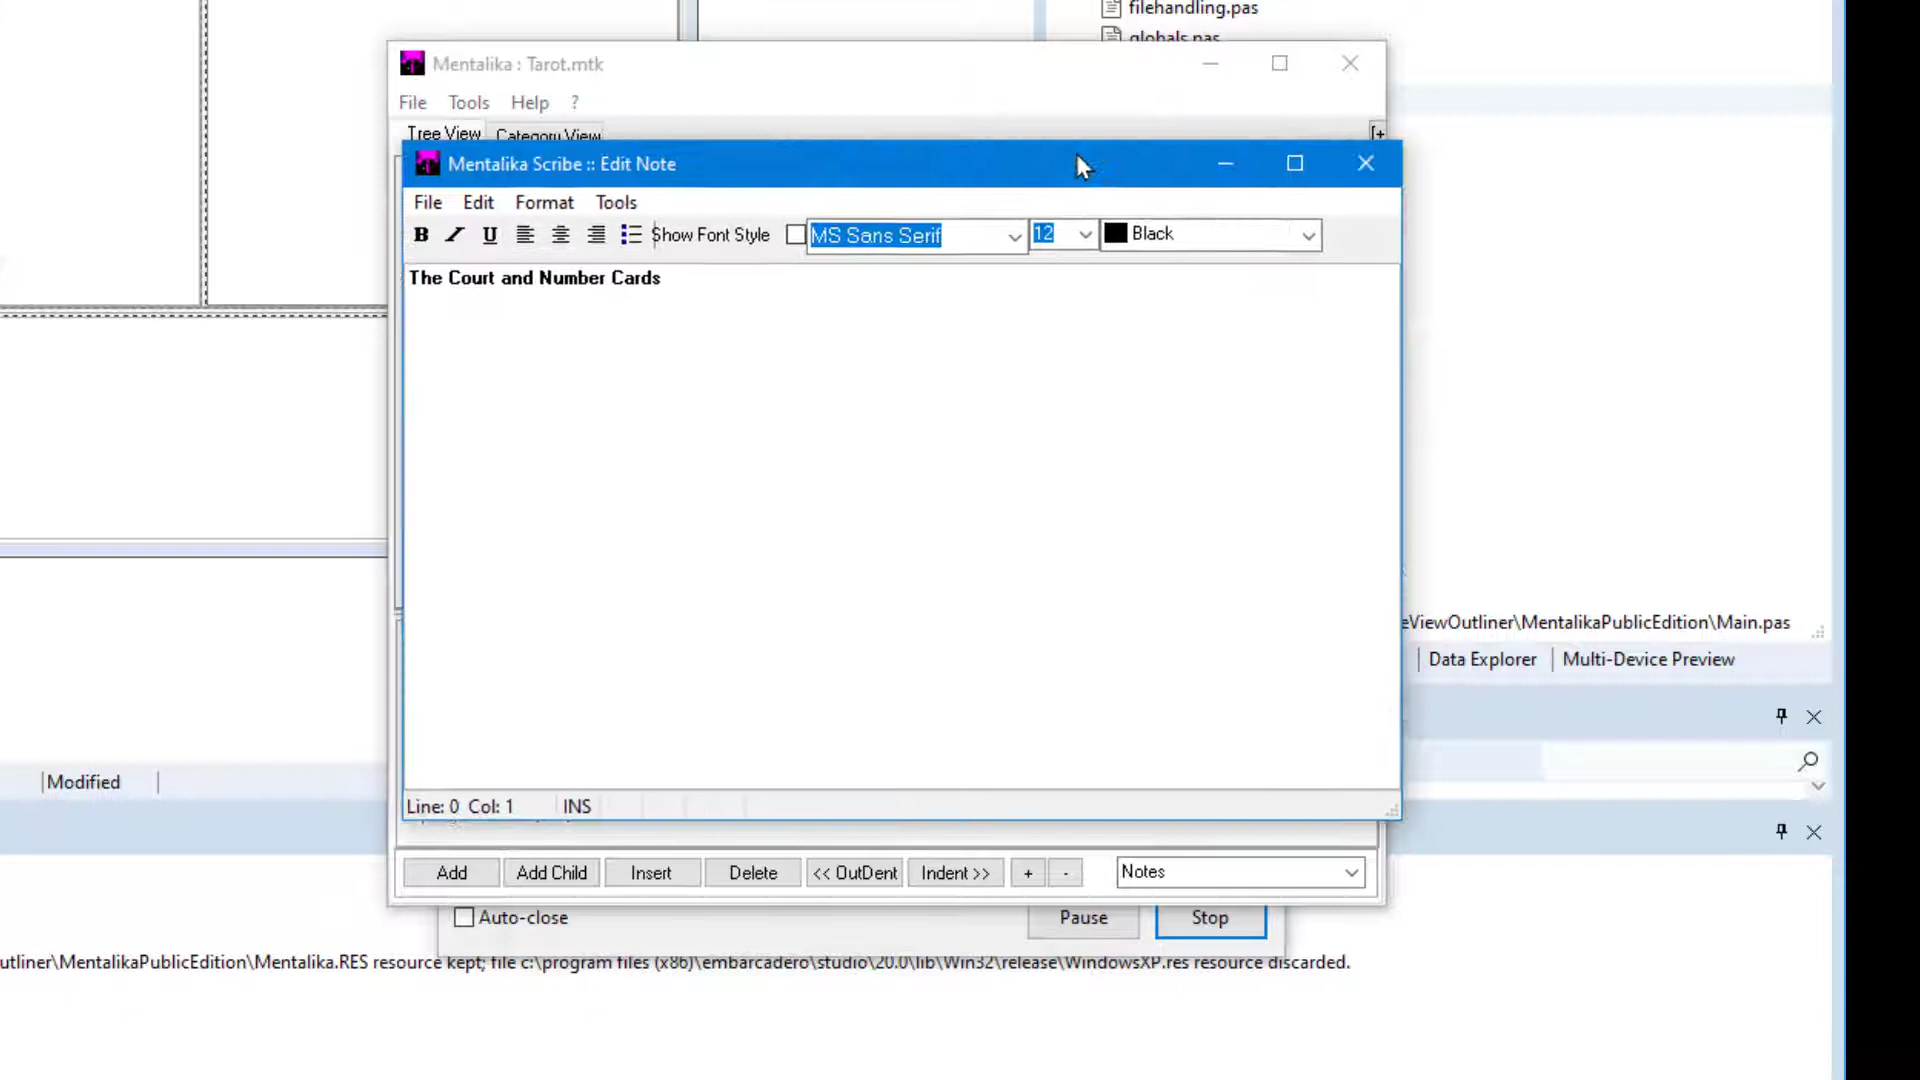 filehandling.pas
globals.pas
Mentalika : Tarot.mtk
File Tools Help ?
Tree View Category View [+
Mentalika Scribe :: Edit Note
File Edit Format Tools
B I U Show Font Style MS Sans Serif 12 Black
The Court and Number Cards
eViewOutliner\MentalikaPublicEdition\Main.pas
Data Explorer Multi-Device Preview
Modified
Line: 0 Col: 1 INS
Add Add Child Insert Delete << OutDent Indent >> + - Notes
Auto-close Pause Stop
utliner\MentalikaPublicEdition\Mentalika.RES resource kept; file c:\program files (x86)\embarcadero\studio\20.0\lib\Win32\release\WindowsXP.res resource discarded.